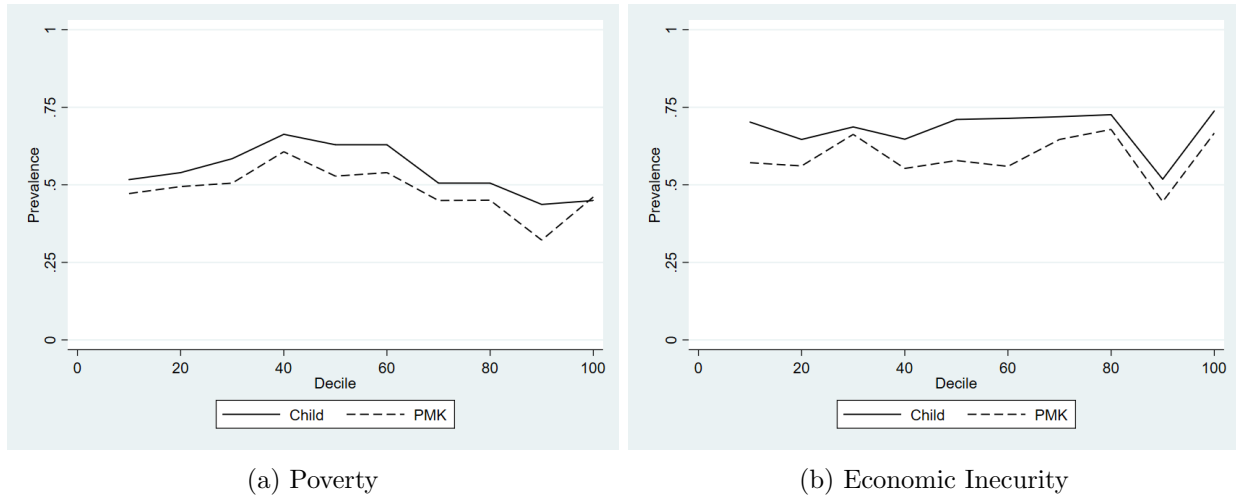 1
.75
.5
.25
0
Prevalence
0 20 40 60 80 100
Decile
Child PMK
(a) Poverty
1
.75
.5
.25
0
Prevalence
0 20 40 60 80 100
Decile
Child PMK
(b) Economic Inecurity